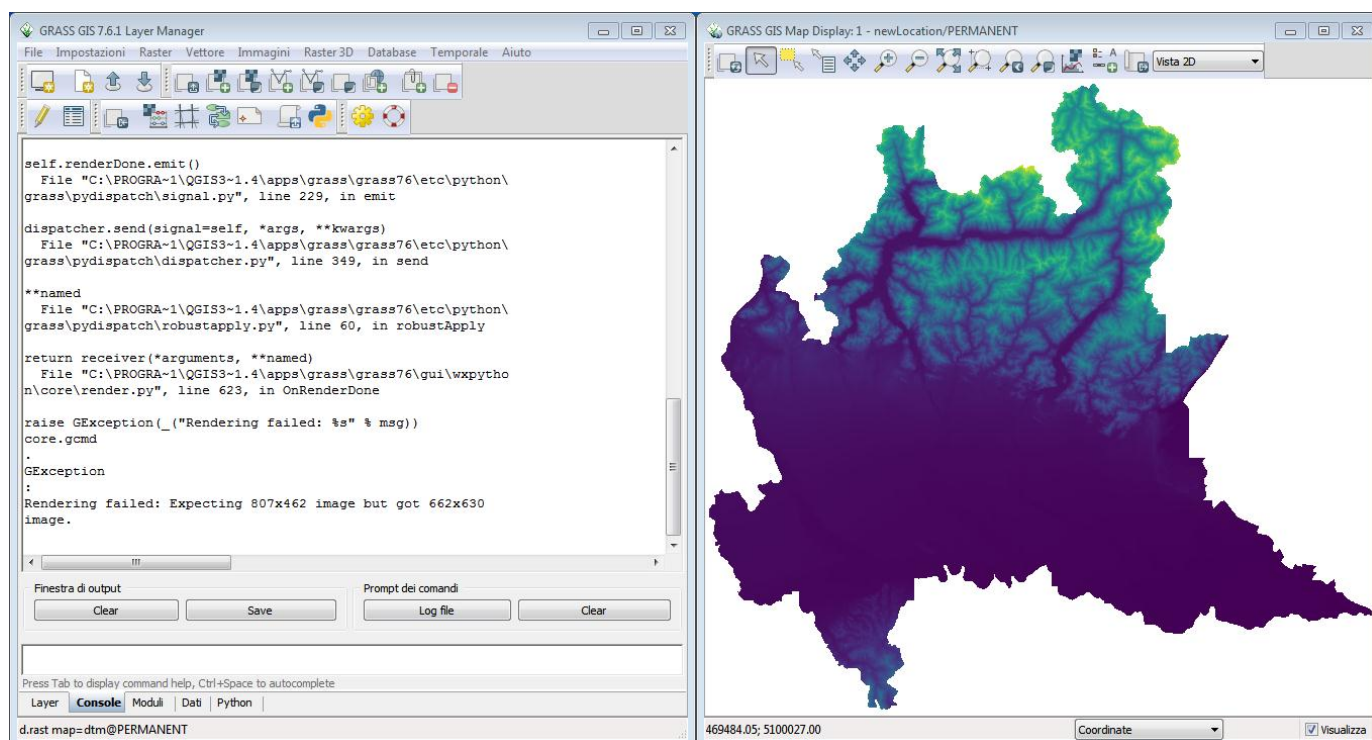 GRASS GIS 7.6.1 Layer Manager
File Impostazioni Raster Vettore Immagini Raster 3D Database Temporale Aiuto
self.renderDone.emit()
File "C:\PROGRA~1\QGIS3~1.4\apps\grass\grass76\etc\python\
grass\pydispatch\signal.py", line 229, in emit
dispatcher.send(signal=self, *args, **kwargs)
File "C:\PROGRA~1\QGIS3~1.4\apps\grass\grass76\etc\python\
grass\pydispatch\dispatcher.py", line 349, in send
**named
File "C:\PROGRA~1\QGIS3~1.4\apps\grass\grass76\etc\python\
grass\pydispatch\robustapply.py", line 60, in robustApply
return receiver(*arguments, **named)
File "C:\PROGRA~1\QGIS3~1.4\apps\grass\grass76\gui\wxpytho
n\core\render.py", line 623, in OnRenderDone
raise GException(_("Rendering failed: %s" % msg))
core.gcmd
.
GException
:
Rendering failed: Expecting 807x462 image but got 662x630
image.
Finestra di output
Prompt dei comandi
Clear Save Log file Clear
Press Tab to display command help, Ctrl+Space to autocomplete
Layer Console Moduli Dati Python
d.rast map=dtm@PERMANENT
GRASS GIS Map Display: 1 - newLocation/PERMANENT
Vista 2D
469484.05; 5100027.00
Coordinate
Visualizza